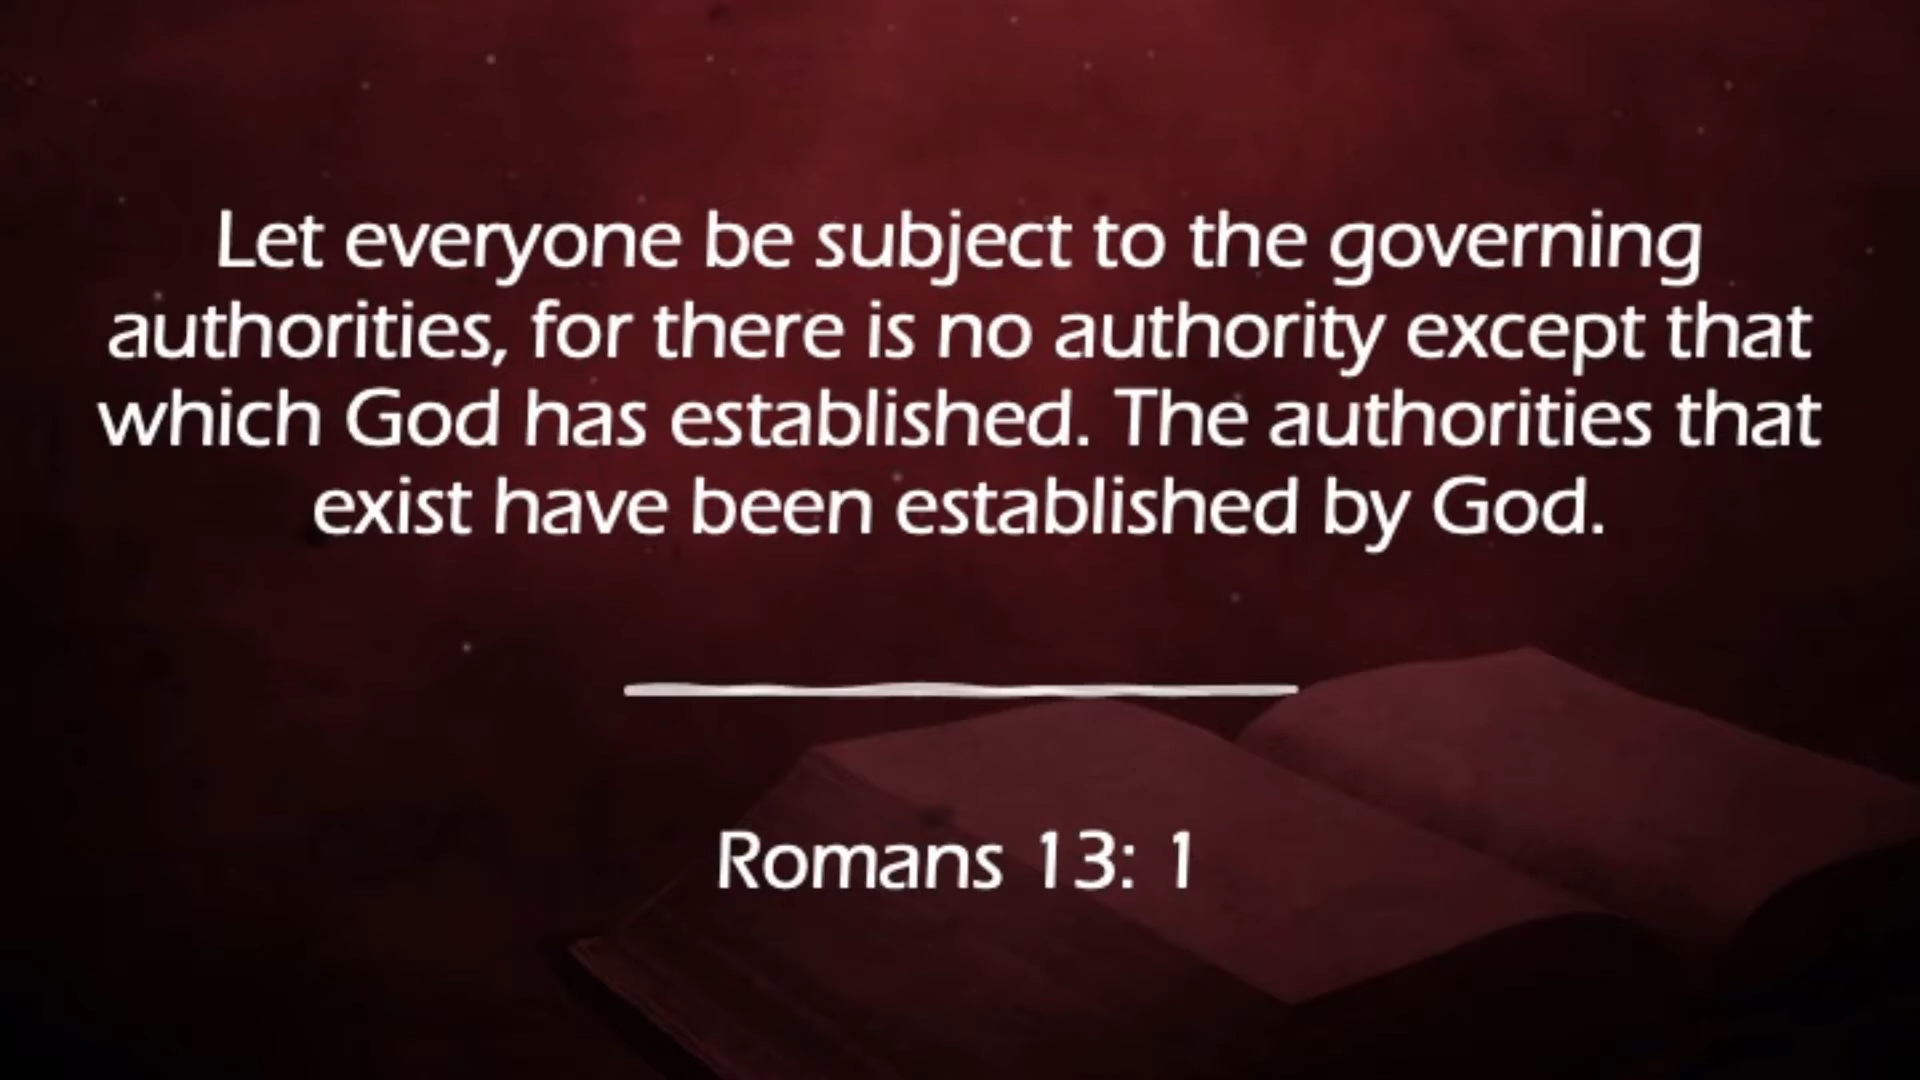 Let everyone be subject to the governing
authorities, for there is no authority except that
which God has established. The authorities that
exist have been established by God.
Romans 13: 1